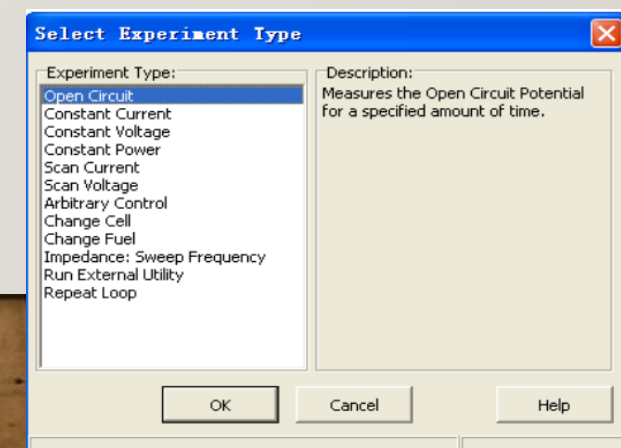 Select Experiment Type
Experiment Type:
Open Circuit
Constant Current
Constant Voltage
Constant Power
Scan Current
Scan Voltage
Arbitrary Control
Change Cell
Change Fuel
Impedance: Sweep Frequency
Run External Utility
Repeat Loop
Description:
Measures the Open Circuit Potential
for a specified amount of time.
OK
Cancel
Help